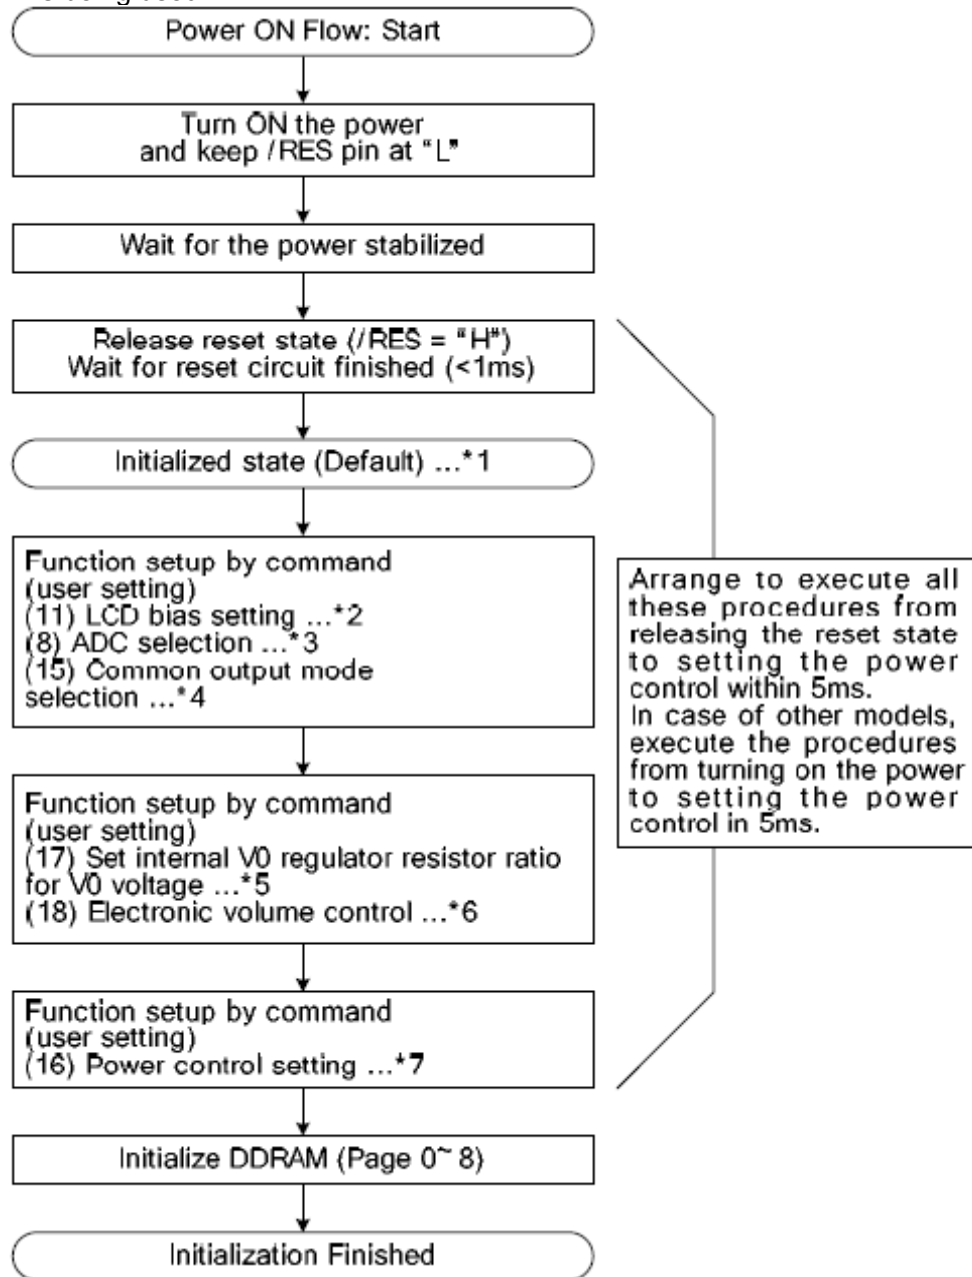 Power ON Flow: Start
Turn ON the power
and keep /RES pin at "L"
Wait for the power stabilized
Release reset state (/RES = "H")
Wait for reset circuit finished (<1ms)
Initialized state (Default) ...*1
Function setup by command
(user setting)
(11) LCD bias setting ...*2
(8) ADC selection ...*3
(15) Common output mode
selection ...*4
Function setup by command
(user setting)
(17) Set internal V0 regulator resistor ratio
for V0 voltage ...*5
(18) Electronic volume control ...*6
Function setup by command
(user setting)
(16) Power control setting ...*7
Initialize DDRAM (Page 0~8)
Initialization Finished
Arrange to execute all
these procedures from
releasing the reset state
to setting the power
control within 5ms.
In case of other models,
execute the procedures
from turning on the power
to setting the power
control in 5ms.